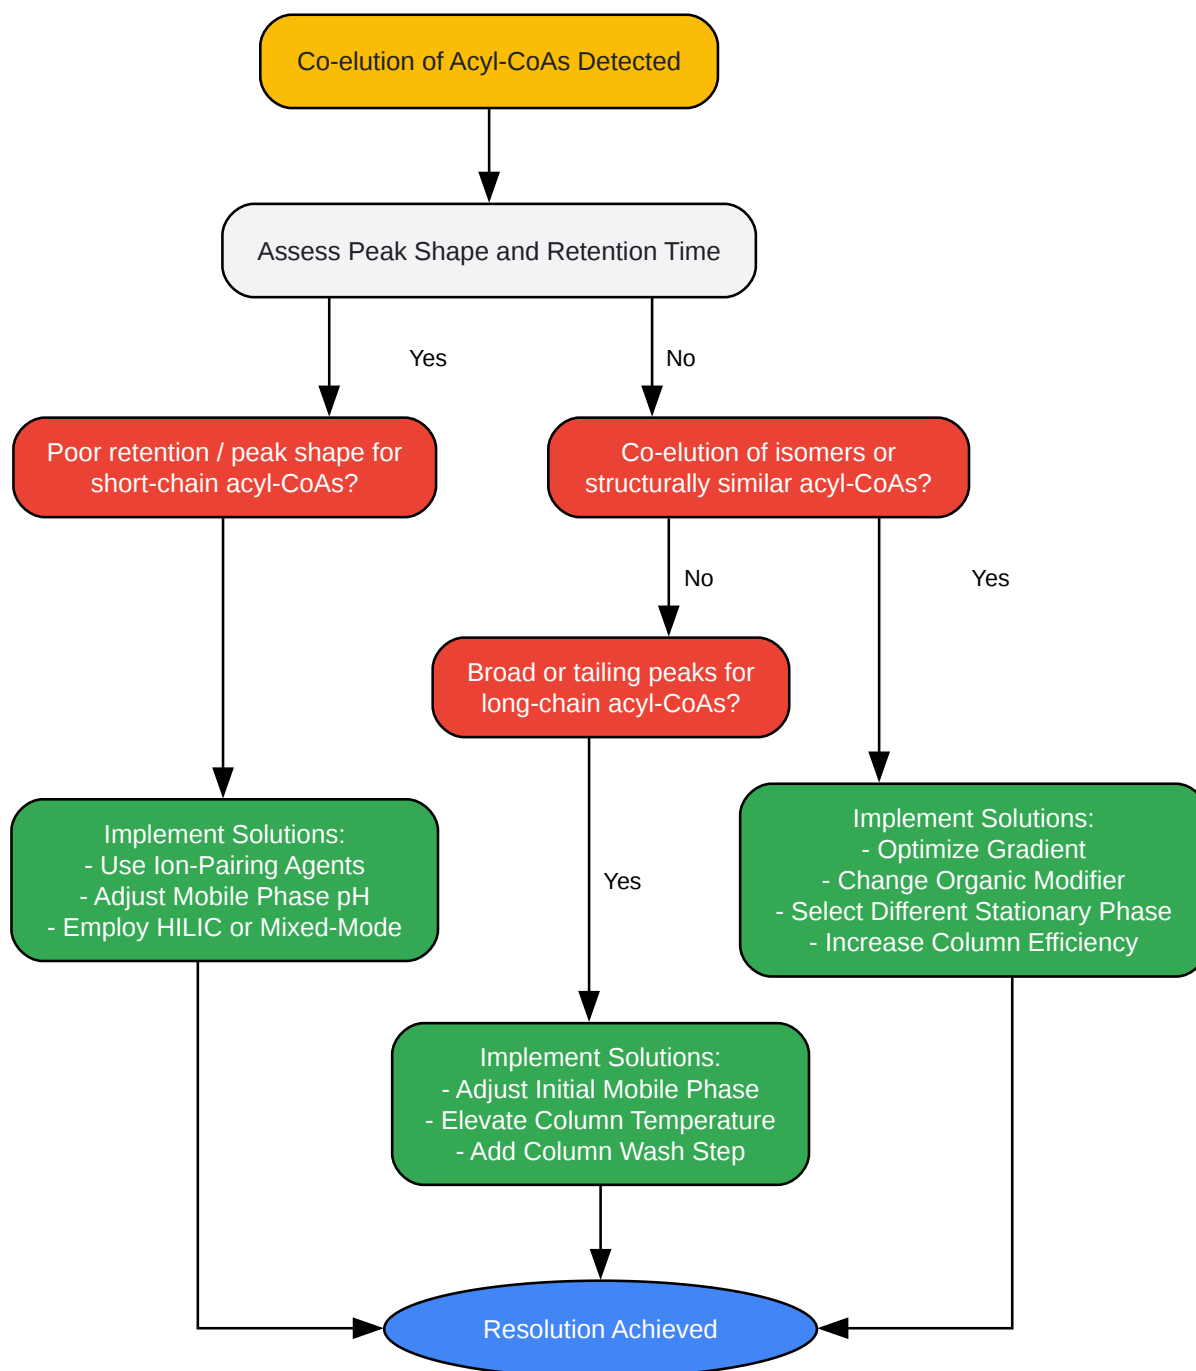 Co-elution of Acyl-CoAs Detected
Assess Peak Shape and Retention Time
Yes
No
Poor retention / peak shape for
short-chain acyl-CoAs?
Co-elution of isomers or
structurally similar acyl-CoAs?
No
Yes
Broad or tailing peaks for
long-chain acyl-CoAs?
Implement Solutions:
- Use Ion-Pairing Agents
- Adjust Mobile Phase pH
- Employ HILIC or Mixed-Mode
Yes
Implement Solutions:
- Optimize Gradient
- Change Organic Modifier
- Select Different Stationary Phase
- Increase Column Efficiency
Implement Solutions:
- Adjust Initial Mobile Phase
- Elevate Column Temperature
- Add Column Wash Step
Resolution Achieved